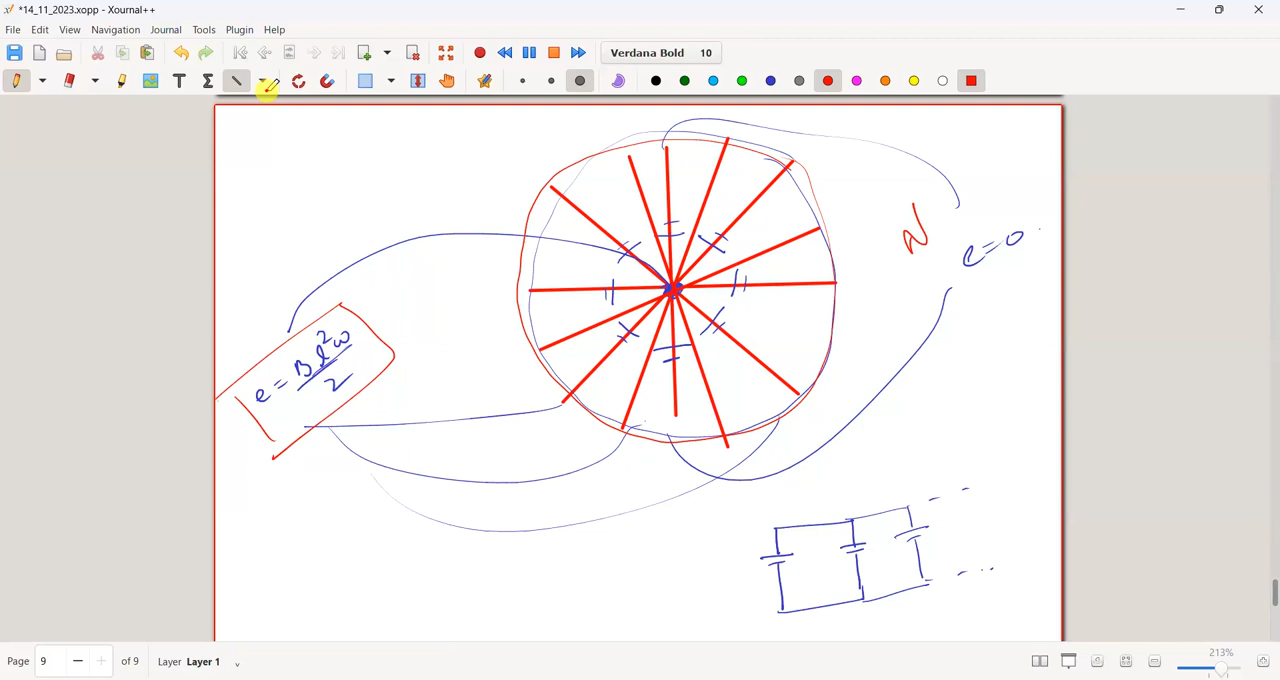 *14_11_2023.xopp - Xournal++
File Edit View Navigation Journal Tools Plugin Help
Verdana Bold 10
N
e=0
e = Bl²ω/2
Page 9 of 9 Layer Layer 1
213%